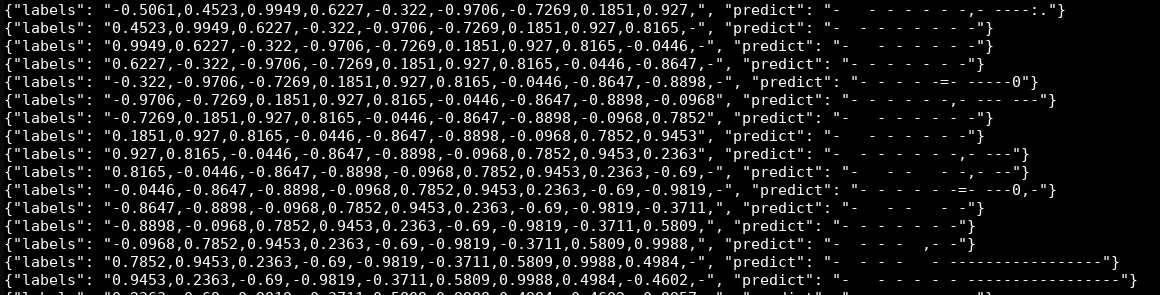 {"labels": "-0.5061,0.4523,0.9949,0.6227,-0.322,-0.9706,-0.7269,0.1851,0.927,", "predict": "-   - - - - - -,- ----:."}
{"labels": "0.4523,0.9949,0.6227,-0.322,-0.9706,-0.7269,0.1851,0.927,0.8165,-", "predict": "-  - - - - - - -"}
{"labels": "0.9949,0.6227,-0.322,-0.9706,-0.7269,0.1851,0.927,0.8165,-0.0446,-", "predict": "-   - - - - - -"}
{"labels": "0.6227,-0.322,-0.9706,-0.7269,0.1851,0.927,0.8165,-0.0446,-0.8647,-", "predict": "-  - - - - - -"}
{"labels": "-0.322,-0.9706,-0.7269,0.1851,0.927,0.8165,-0.0446,-0.8647,-0.8898,-", "predict": "- - - - -=- -----0"}
{"labels": "-0.9706,-0.7269,0.1851,0.927,0.8165,-0.0446,-0.8647,-0.8898,-0.0968", "predict": "- - - - - -,- --- ---"}
{"labels": "-0.7269,0.1851,0.927,0.8165,-0.0446,-0.8647,-0.8898,-0.0968,0.7852", "predict": "-   - - - - - -"}
{"labels": "0.1851,0.927,0.8165,-0.0446,-0.8647,-0.8898,-0.0968,0.7852,0.9453", "predict": "-   - - - - - -"}
{"labels": "0.927,0.8165,-0.0446,-0.8647,-0.8898,-0.0968,0.7852,0.9453,0.2363", "predict": "-  - - - - - -,- ---"}
{"labels": "0.8165,-0.0446,-0.8647,-0.8898,-0.0968,0.7852,0.9453,0.2363,-0.69,-", "predict": "-   - -   - -,- --"}
{"labels": "-0.0446,-0.8647,-0.8898,-0.0968,0.7852,0.9453,0.2363,-0.69,-0.9819,-", "predict": "- - - - - -=- ---0,-"}
{"labels": "-0.8647,-0.8898,-0.0968,0.7852,0.9453,0.2363,-0.69,-0.9819,-0.3711,", "predict": "-   - -   - -"}
{"labels": "-0.8898,-0.0968,0.7852,0.9453,0.2363,-0.69,-0.9819,-0.3711,0.5809,", "predict": "-  - - - - - -"}
{"labels": "-0.0968,0.7852,0.9453,0.2363,-0.69,-0.9819,-0.3711,0.5809,0.9988,", "predict": "-  - - -  ,- -"}
{"labels": "0.7852,0.9453,0.2363,-0.69,-0.9819,-0.3711,0.5809,0.9988,0.4984,-", "predict": "-   - -   - -----------------"}
{"labels": "0.9453,0.2363,-0.69,-0.9819,-0.3711,0.5809,0.9988,0.4984,-0.4602,-", "predict": "-   - - - - - -----------------"}